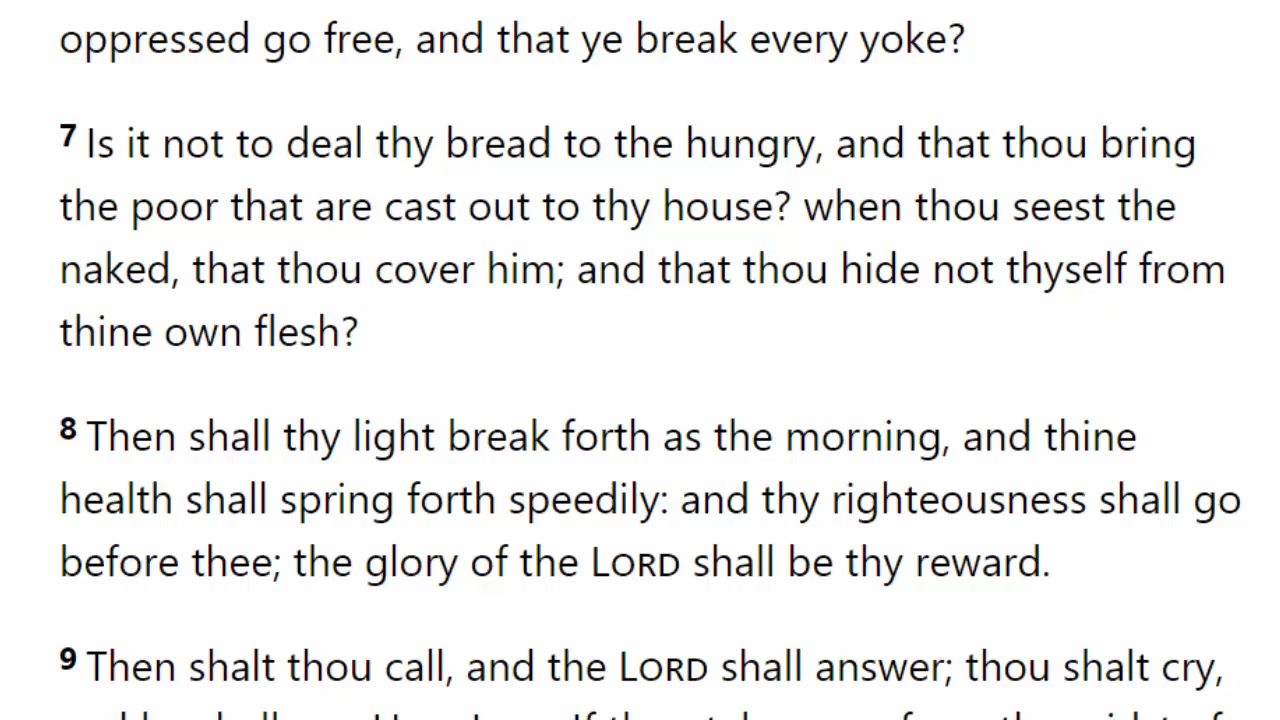 oppressed go free, and that ye break every yoke?
7 Is it not to deal thy bread to the hungry, and that thou bring
the poor that are cast out to thy house? when thou seest the
naked, that thou cover him; and that thou hide not thyself from
thine own flesh?
8 Then shall thy light break forth as the morning, and thine
health shall spring forth speedily: and thy righteousness shall go
before thee; the glory of the LORD shall be thy reward.
9 Then shalt thou call, and the LORD shall answer; thou shalt cry,